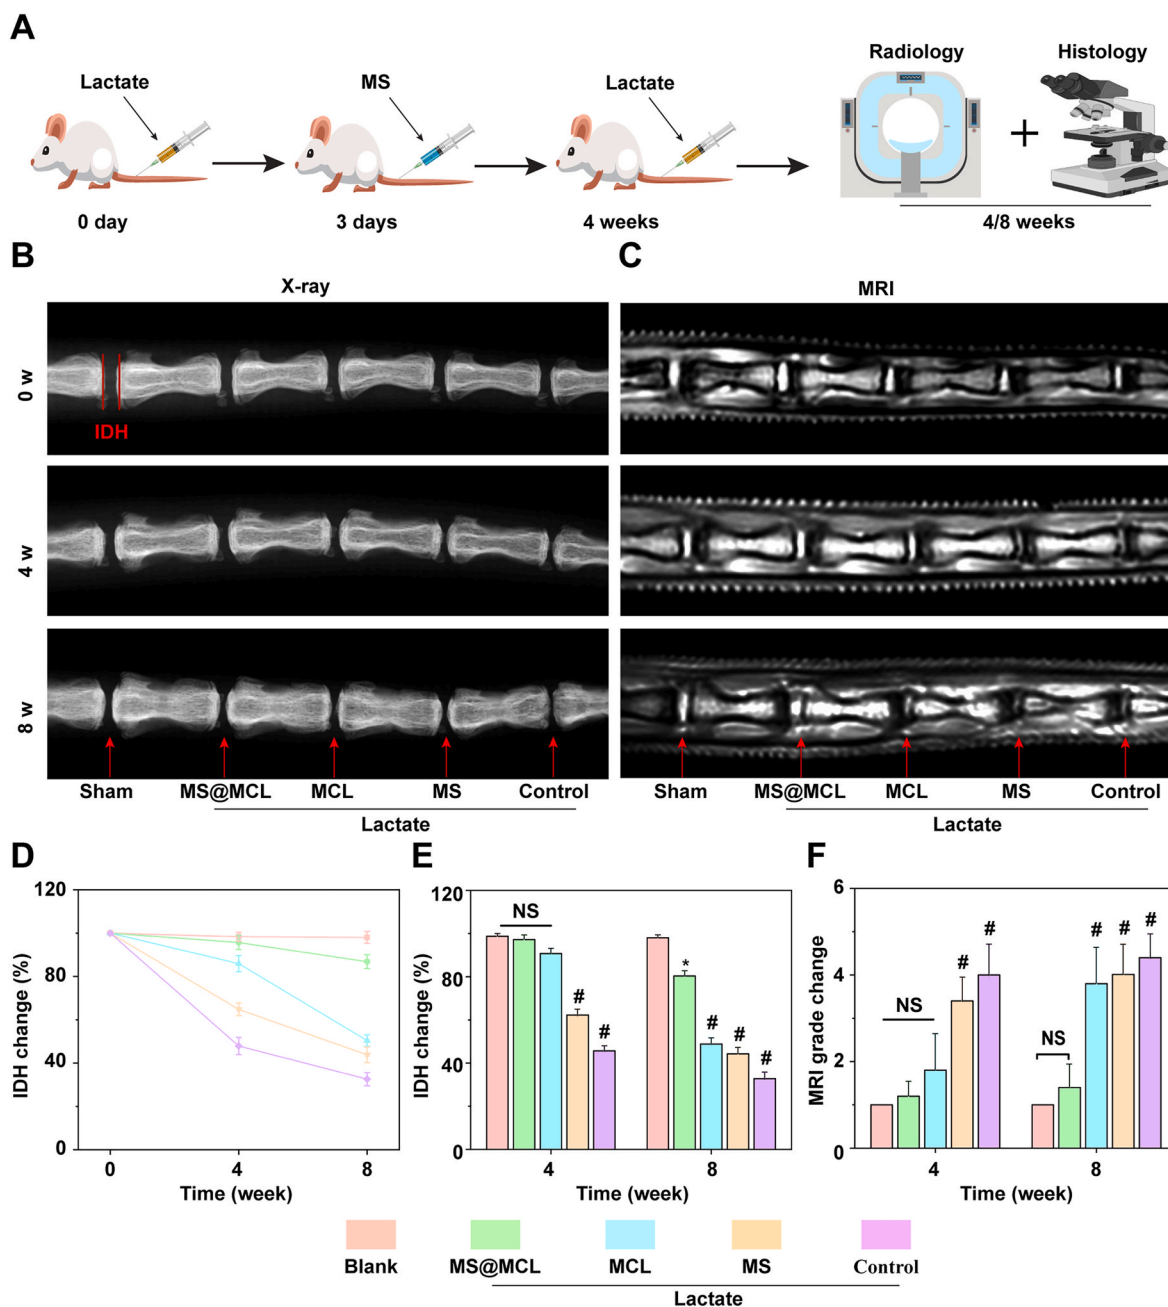 A
Lactate
MS
Lactate
Radiology
Histology
+
0 day
3 days
4 weeks
4/8 weeks
B
X-ray
0 w
IDH
4 w
8 w
Sham
MS@MCL
MCL
MS
Control
Lactate
C
MRI
Sham
MS@MCL
MCL
MS
Control
Lactate
D
IDH change (%)
120
80
40
0
0
4
8
Time (week)
E
IDH change (%)
120
80
40
0
NS
#
#
*
#
#
#
4
8
Time (week)
F
MRI grade change
6
4
2
0
NS
#
#
NS
#
#
#
4
8
Time (week)
Blank
MS@MCL
MCL
MS
Control
Lactate